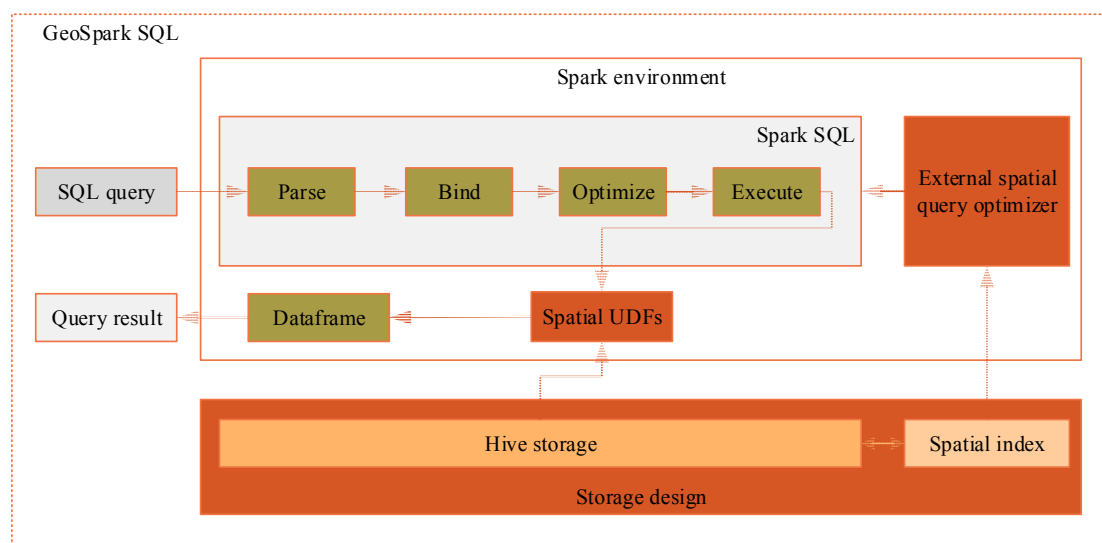 GeoSpark SQL
Spark environment
Spark SQL
SQL query
Parse
Bind
Optimize
Execute
External spatial
query optimizer
Query result
Dataframe
Spatial UDFs
Hive storage
Spatial index
Storage design